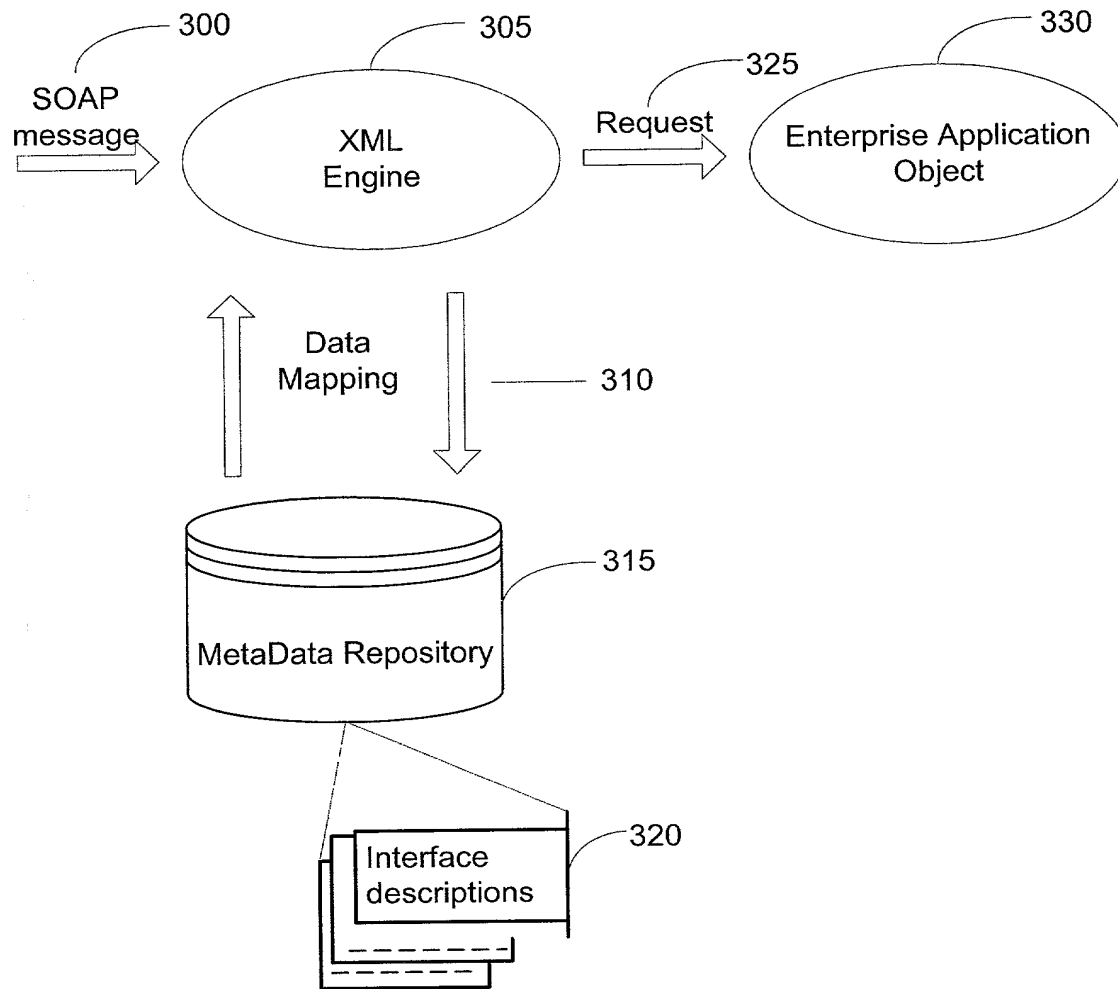 300
305
330
325
SOAP
message
XML
Engine
Request
Enterprise Application
Object
Data
Mapping
310
315
MetaData Repository
320
Interface
descriptions